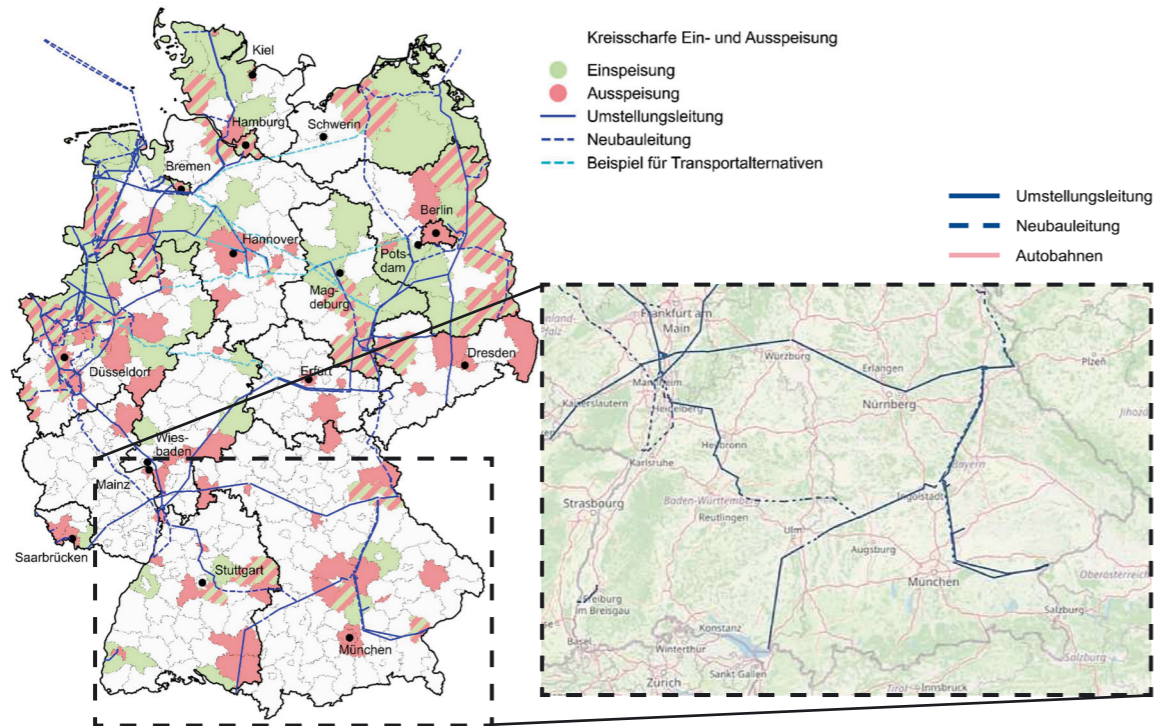 Kreisscharfe Ein- und Ausspeisung
Einspeisung
Ausspeisung
Umstellungsleitung
Neubauleitung
Beispiel für Transportalternativen
Umstellungsleitung
Neubauleitung
Autobahnen
Kiel
Hamburg
Schwerin
Bremen
Berlin
Hannover
Pots-
dam
Mag-
deburg
Düsseldorf
Erfurt
Dresden
Wies-
baden
Mainz
Saarbrücken
Stuttgart
München
Frankfurt am
Main
Würzburg
Erlangen
Plzeň
Mannheim
Kaiserslautern
Heidelberg
Nürnberg
Heilbronn
Karlsruhe
Bayern
Strasbourg
Baden-Württemberg
Ingolstadt
Reutlingen
Ulm
Augsburg
München
Oberösterreich
Freiburg
im Breisgau
Salzburg
Konstanz
Basel
Winterthur
Salzburg
Zürich
Sankt Gallen
Innsbruck